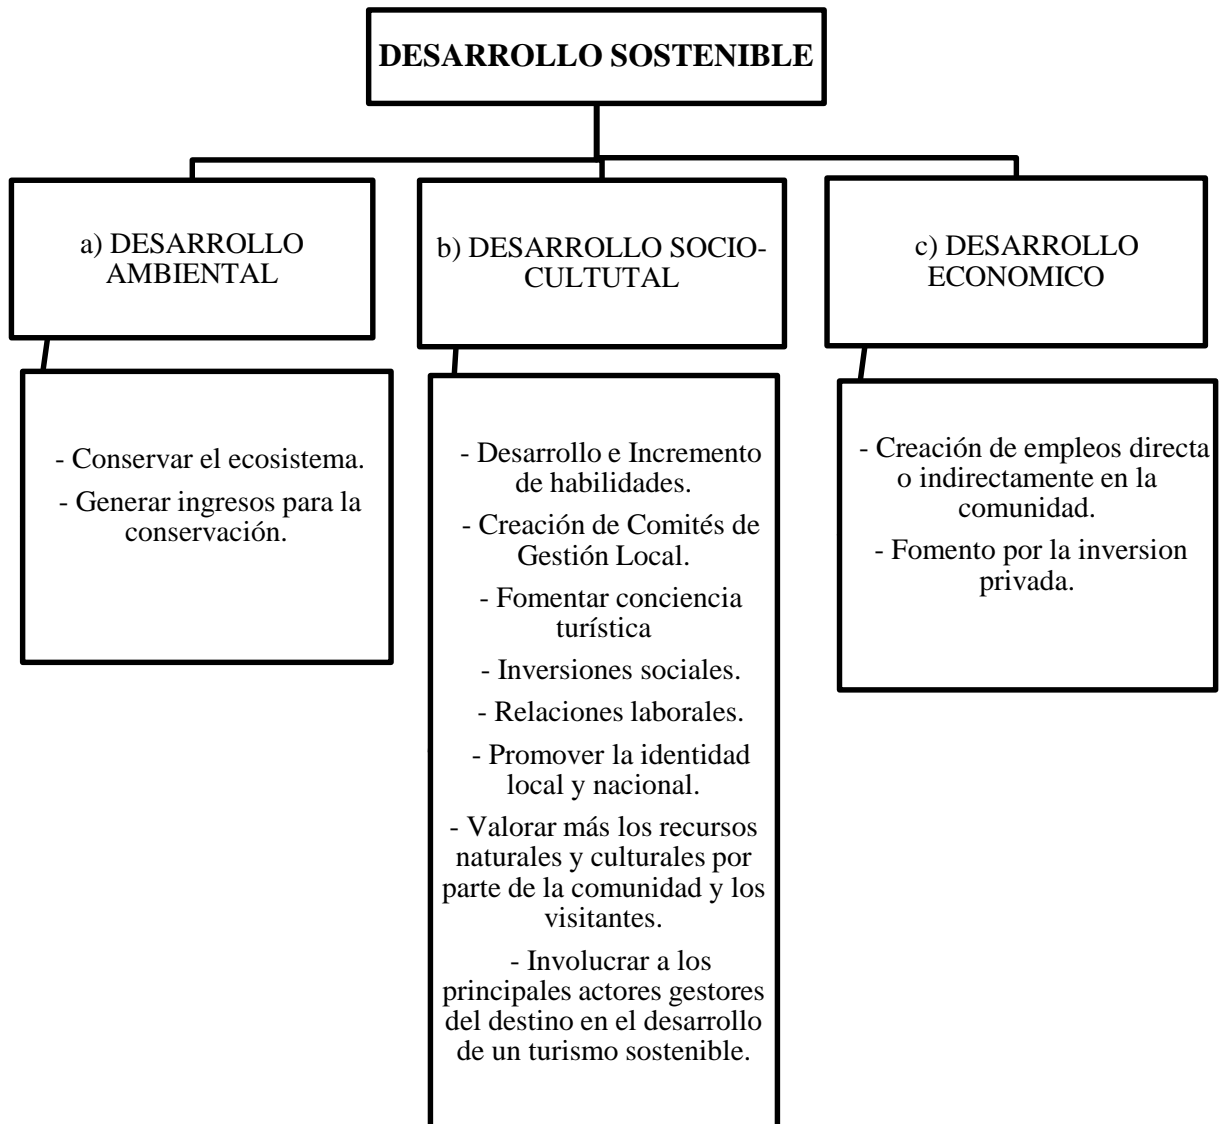 DESARROLLO SOSTENIBLE
a) DESARROLLO
AMBIENTAL
- Conservar el ecosistema.
- Generar ingresos para la
conservación.
b) DESARROLLO SOCIO-
CULTUTAL
- Desarrollo e Incremento
de habilidades.
- Creación de Comités de
Gestión Local.
- Fomentar conciencia
turística
- Inversiones sociales.
- Relaciones laborales.
- Promover la identidad
local y nacional.
- Valorar más los recursos
naturales y culturales por
parte de la comunidad y los
visitantes.
- Involucrar a los
principales actores gestores
del destino en el desarrollo
de un turismo sostenible.
c) DESARROLLO
ECONOMICO
- Creación de empleos directa
o indirectamente en la
comunidad.
- Fomento por la inversion
privada.